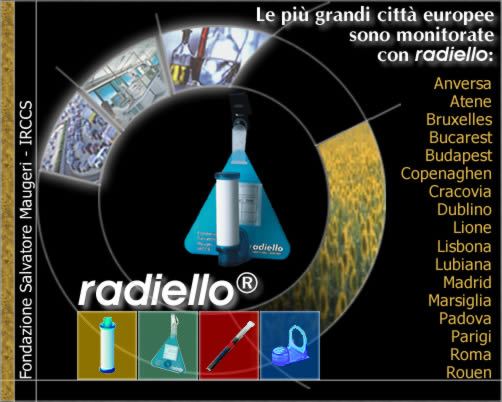 Le più grandi città europee
sono monitorate
con radiello:
Anversa
Atene
Bruxelles
Bucarest
Budapest
Copenaghen
Cracovia
Dublino
Lione
Lisbona
Lubiana
Madrid
Marsiglia
Padova
Parigi
Roma
Rouen
Fondazione Salvatore Maugeri - IRCCS
radiello
radiello®